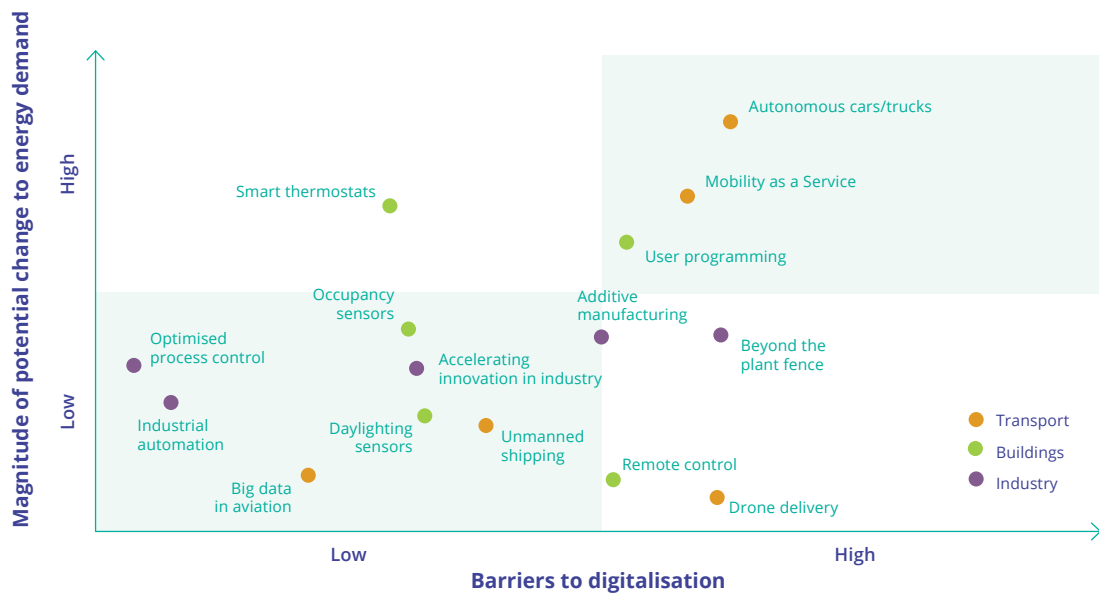 Magnitude of potential change to energy demand
High
Low
Autonomous cars/trucks
Mobility as a Service
Smart thermostats
User programming
Occupancy
sensors
Additive
manufacturing
Optimised
process control
Accelerating
innovation in industry
Beyond the
plant fence
Industrial
automation
Daylighting
sensors
Unmanned
shipping
Remote control
Big data
in aviation
Drone delivery
Transport
Buildings
Industry
Low
High
Barriers to digitalisation